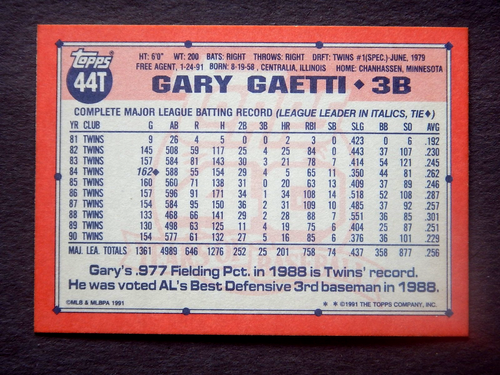 topps
44T
HT: 6'0" WT: 200 BATS: RIGHT THROWS: RIGHT DRFT: TWINS #1(SPEC.)-JUNE, 1979
FREE AGENT, 1-24-91 BORN: 8-19-58, CENTRALIA, ILLINOIS HOME: CHANHASSEN, MINNESOTA
GARY GAETTI ♦ 3B
COMPLETE MAJOR LEAGUE BATTING RECORD (LEAGUE LEADER IN ITALICS, TIE♦)
YR CLUB G AB R H 2B 3B HR RBI SB SLG BB SO AVG
81 TWINS 9 26 4 5 0 0 2 3 0 .423 0 6 .192
82 TWINS 145 508 59 117 25 4 25 84 0 .443 37 107 .230
83 TWINS 157 584 81 143 30 3 21 78 7 .414 54 121 .245
84 TWINS 162♦ 588 55 154 29 4 5 65 11 .350 44 81 .262
85 TWINS 160 560 71 138 31 0 20 63 13 .409 37 89 .246
86 TWINS 157 596 91 171 34 1 34 108 14 .518 52 108 .287
87 TWINS 154 584 95 150 36 2 31 109 10 .485 37 92 .257
88 TWINS 133 468 66 141 29 2 28 88 7 .551 36 85 .301
89 TWINS 130 498 63 125 11 4 19 75 6 .404 25 87 .251
90 TWINS 154 577 61 132 27 5 16 85 6 .376 36 101 .229
MAJ. LEA. TOTALS 1361 4989 646 1276 252 25 201 758 74 .437 358 877 .256
Gary's .977 Fielding Pct. in 1988 is Twins' record.
He was voted AL's Best Defensive 3rd baseman in 1988.
©MLB & MLBPA 1991 * * ©1991 THE TOPPS COMPANY, INC.